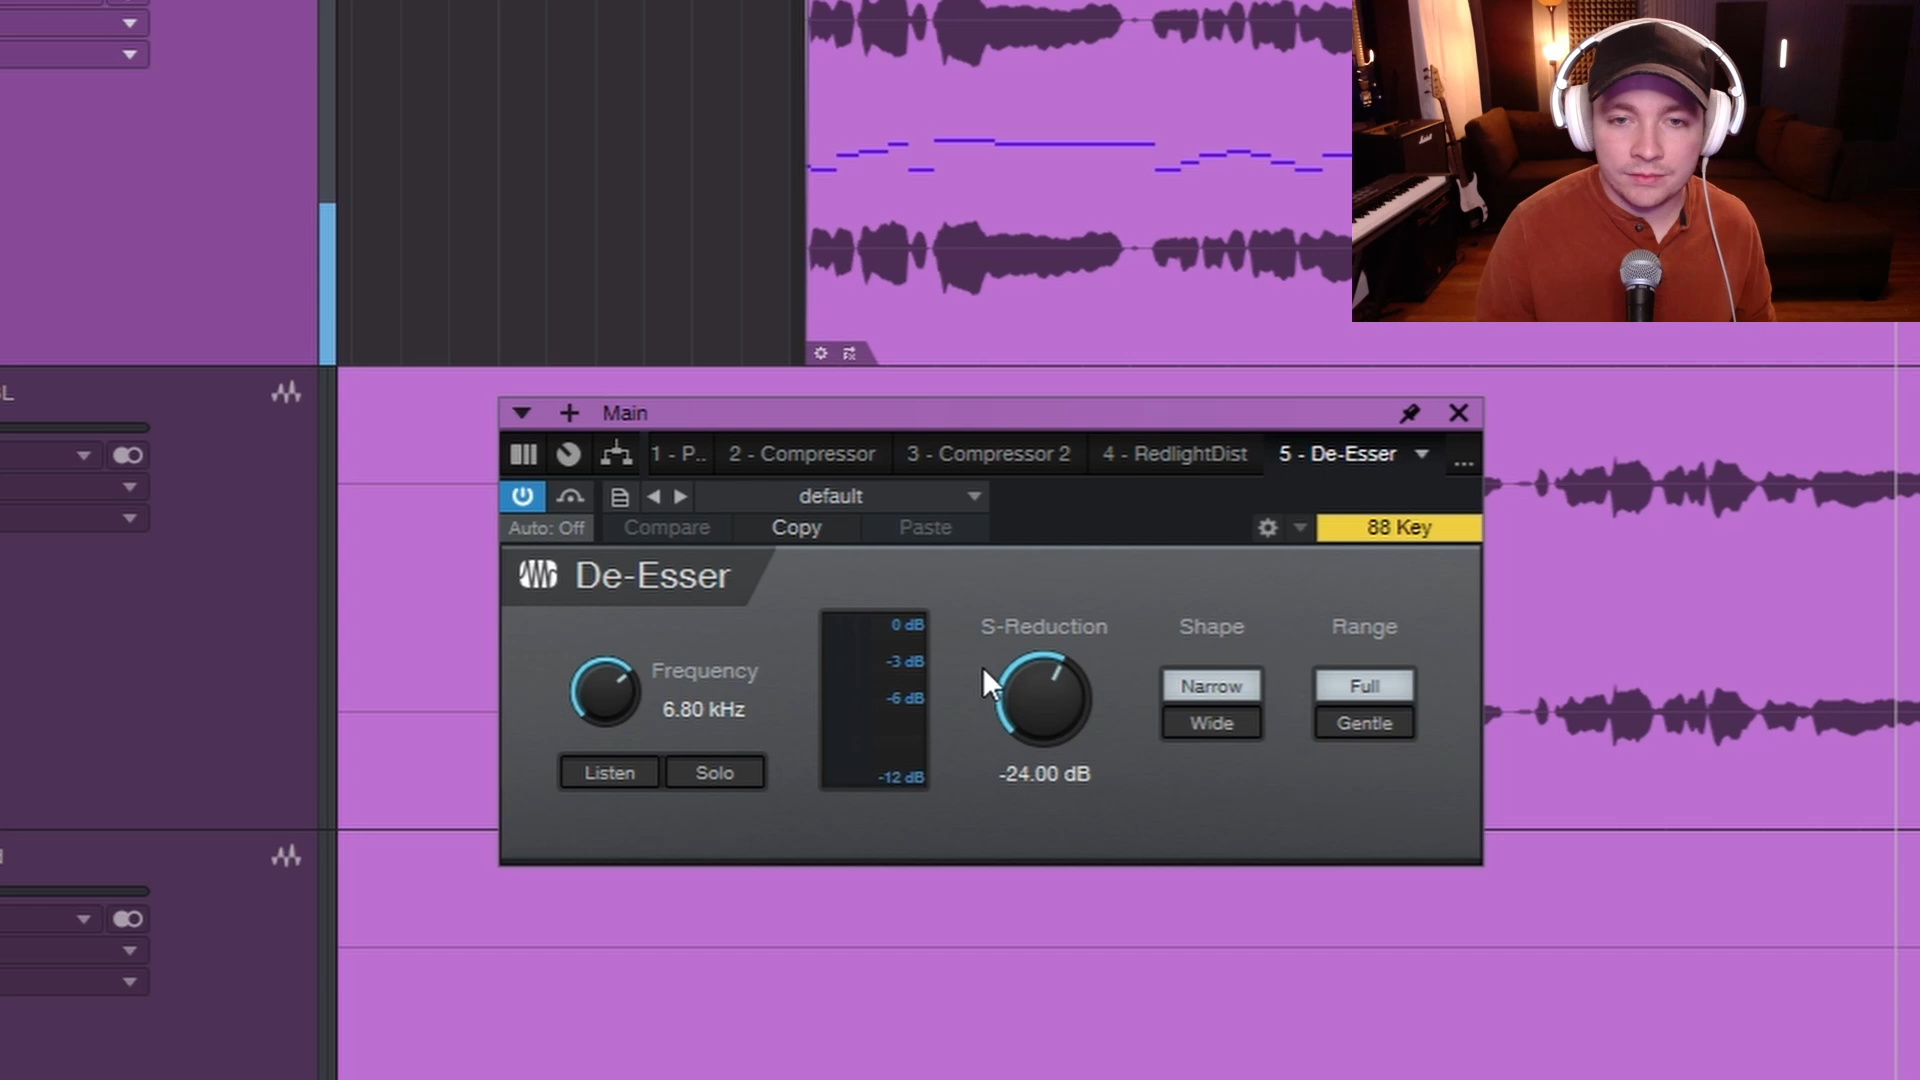 L
Main
1 - P..
2 - Compressor
3 - Compressor 2
4 - RedlightDist
5 - De-Esser
...
default
Auto: Off
Compare
Copy
Paste
88 Key
De-Esser
Frequency
6.80 kHz
Listen
Solo
0 dB
-3 dB
-6 dB
-12 dB
S-Reduction
-24.00 dB
Shape
Narrow
Wide
Range
Full
Gentle